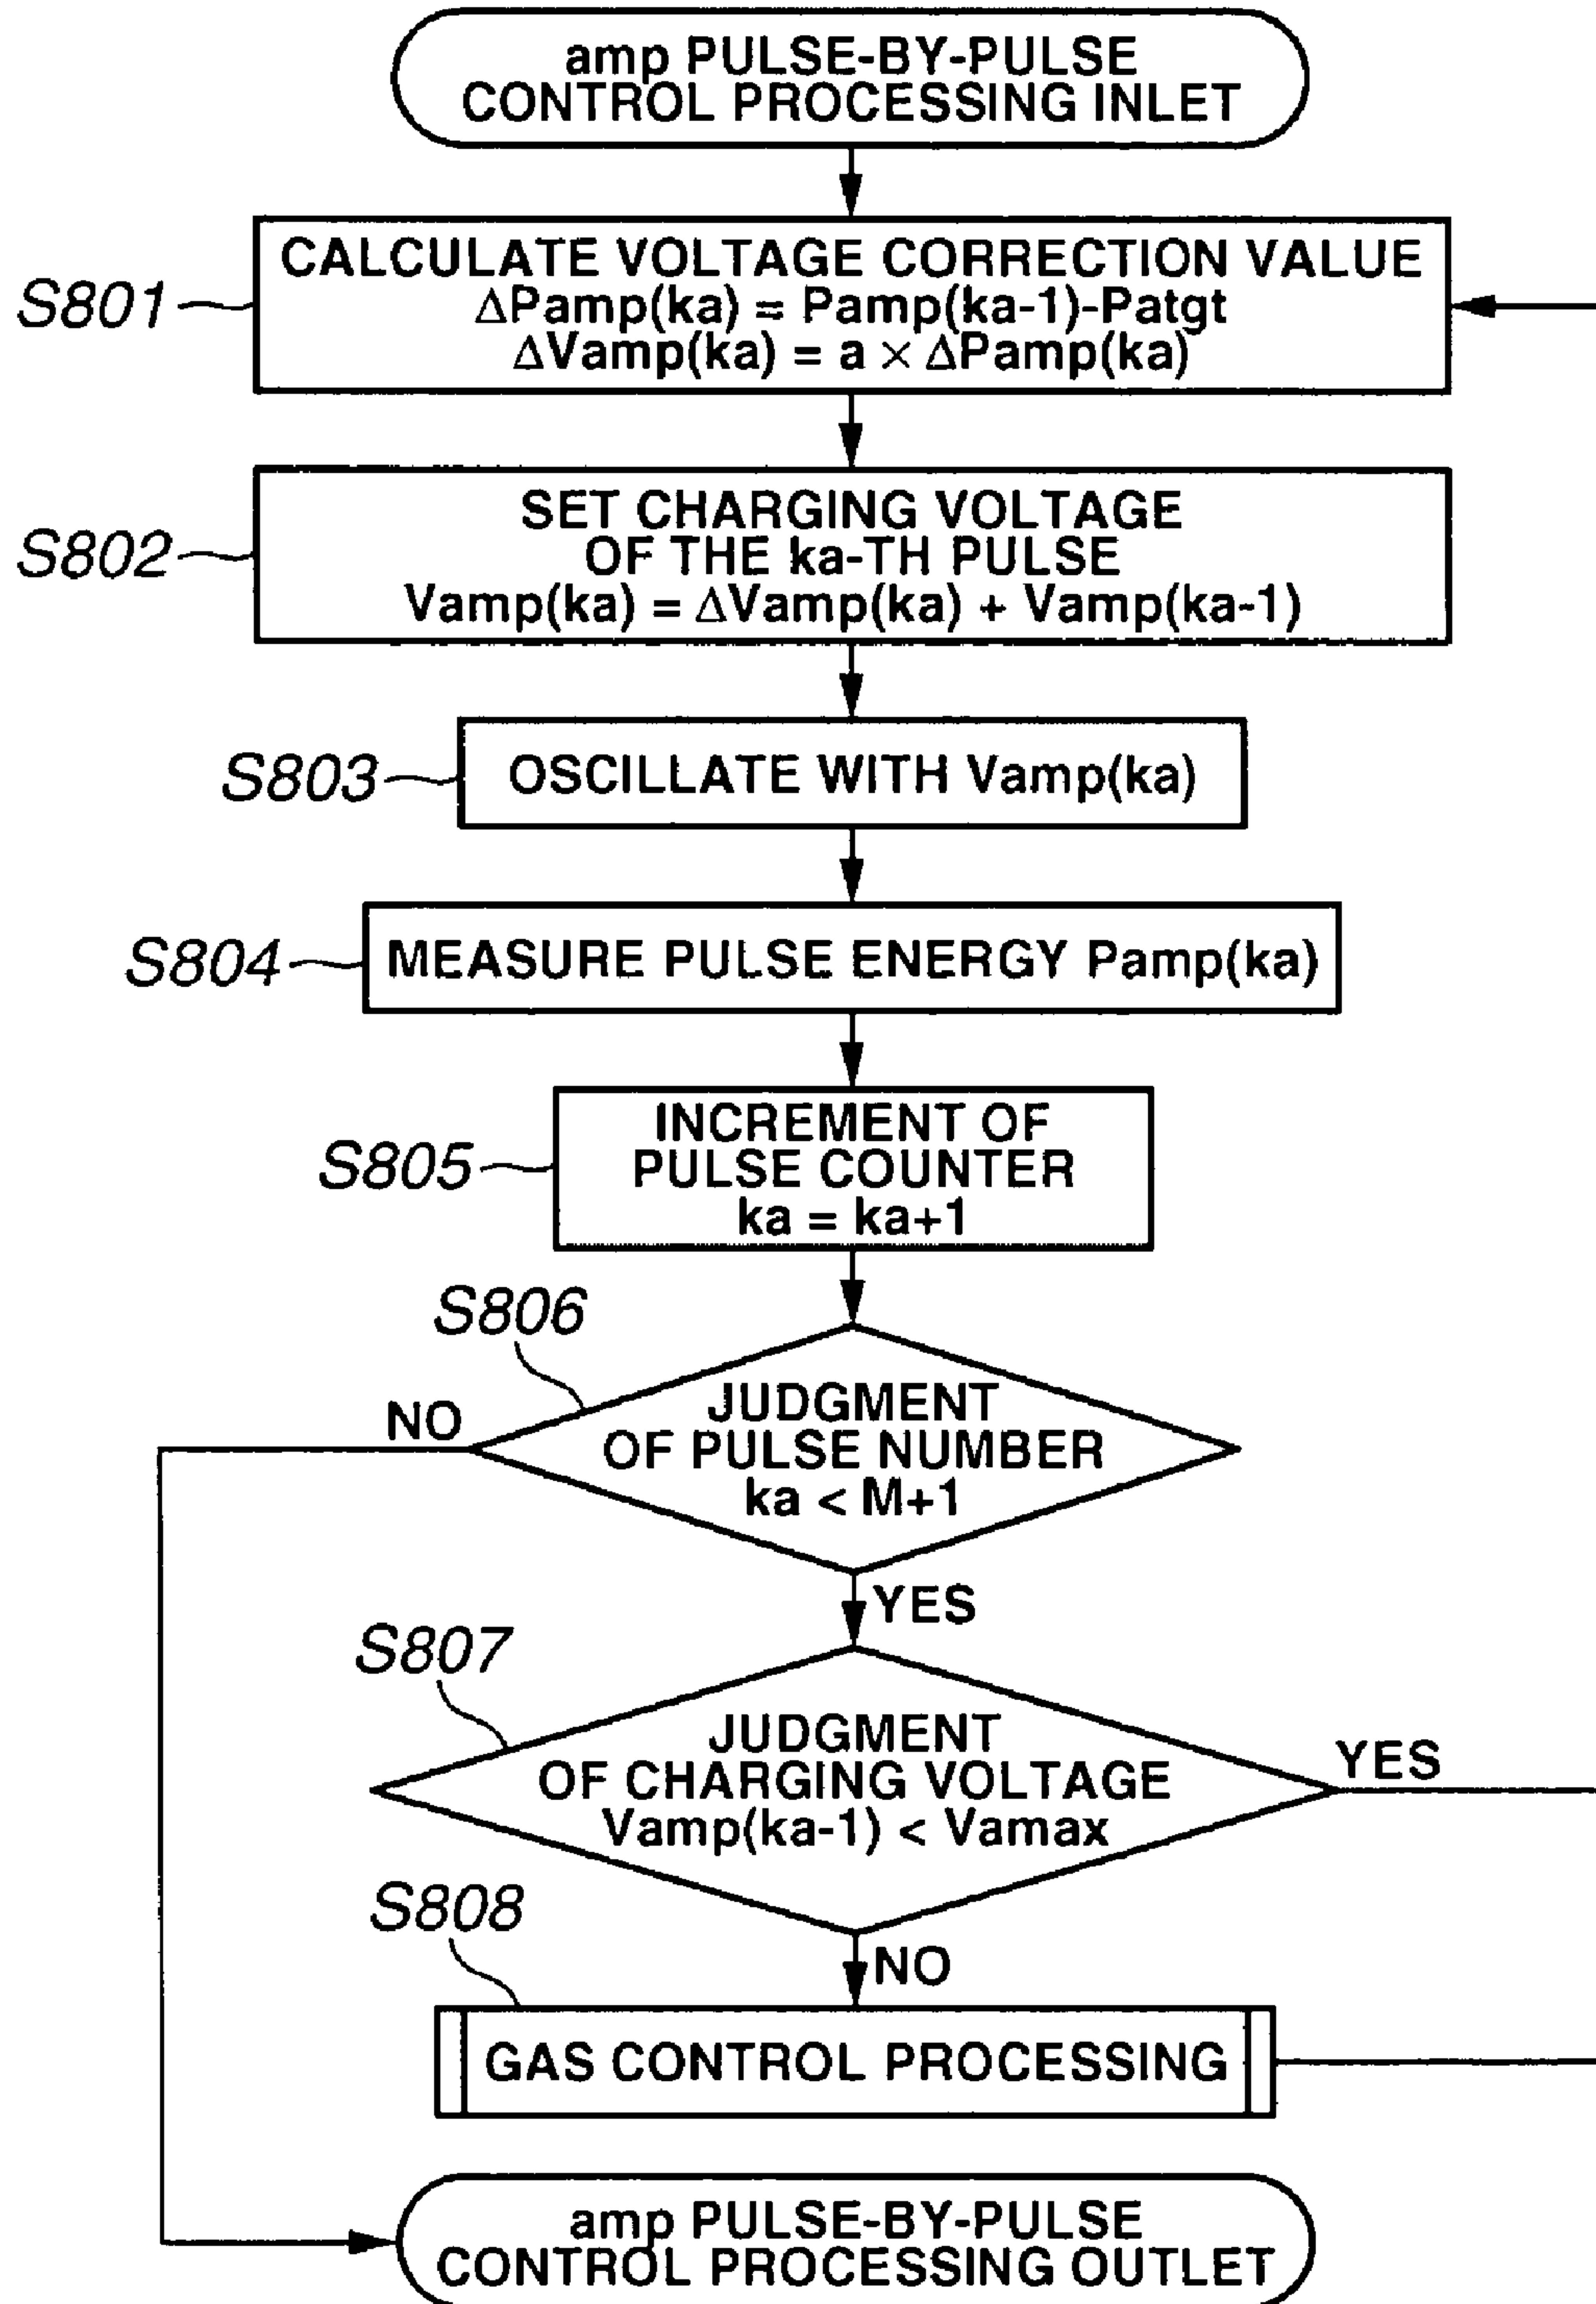 amp PULSE-BY-PULSE
CONTROL PROCESSING INLET
S801
CALCULATE VOLTAGE CORRECTION VALUE
ΔPamp(ka) = Pamp(ka-1)-Patgt
ΔVamp(ka) = a × ΔPamp(ka)
S802
SET CHARGING VOLTAGE
OF THE ka-TH PULSE
Vamp(ka) = ΔVamp(ka) + Vamp(ka-1)
S803
OSCILLATE WITH Vamp(ka)
S804
MEASURE PULSE ENERGY Pamp(ka)
S805
INCREMENT OF
PULSE COUNTER
ka = ka+1
S806
NO
JUDGMENT
OF PULSE NUMBER
ka < M+1
YES
S807
JUDGMENT
OF CHARGING VOLTAGE
Vamp(ka-1) < Vamax
YES
NO
S808
GAS CONTROL PROCESSING
amp PULSE-BY-PULSE
CONTROL PROCESSING OUTLET